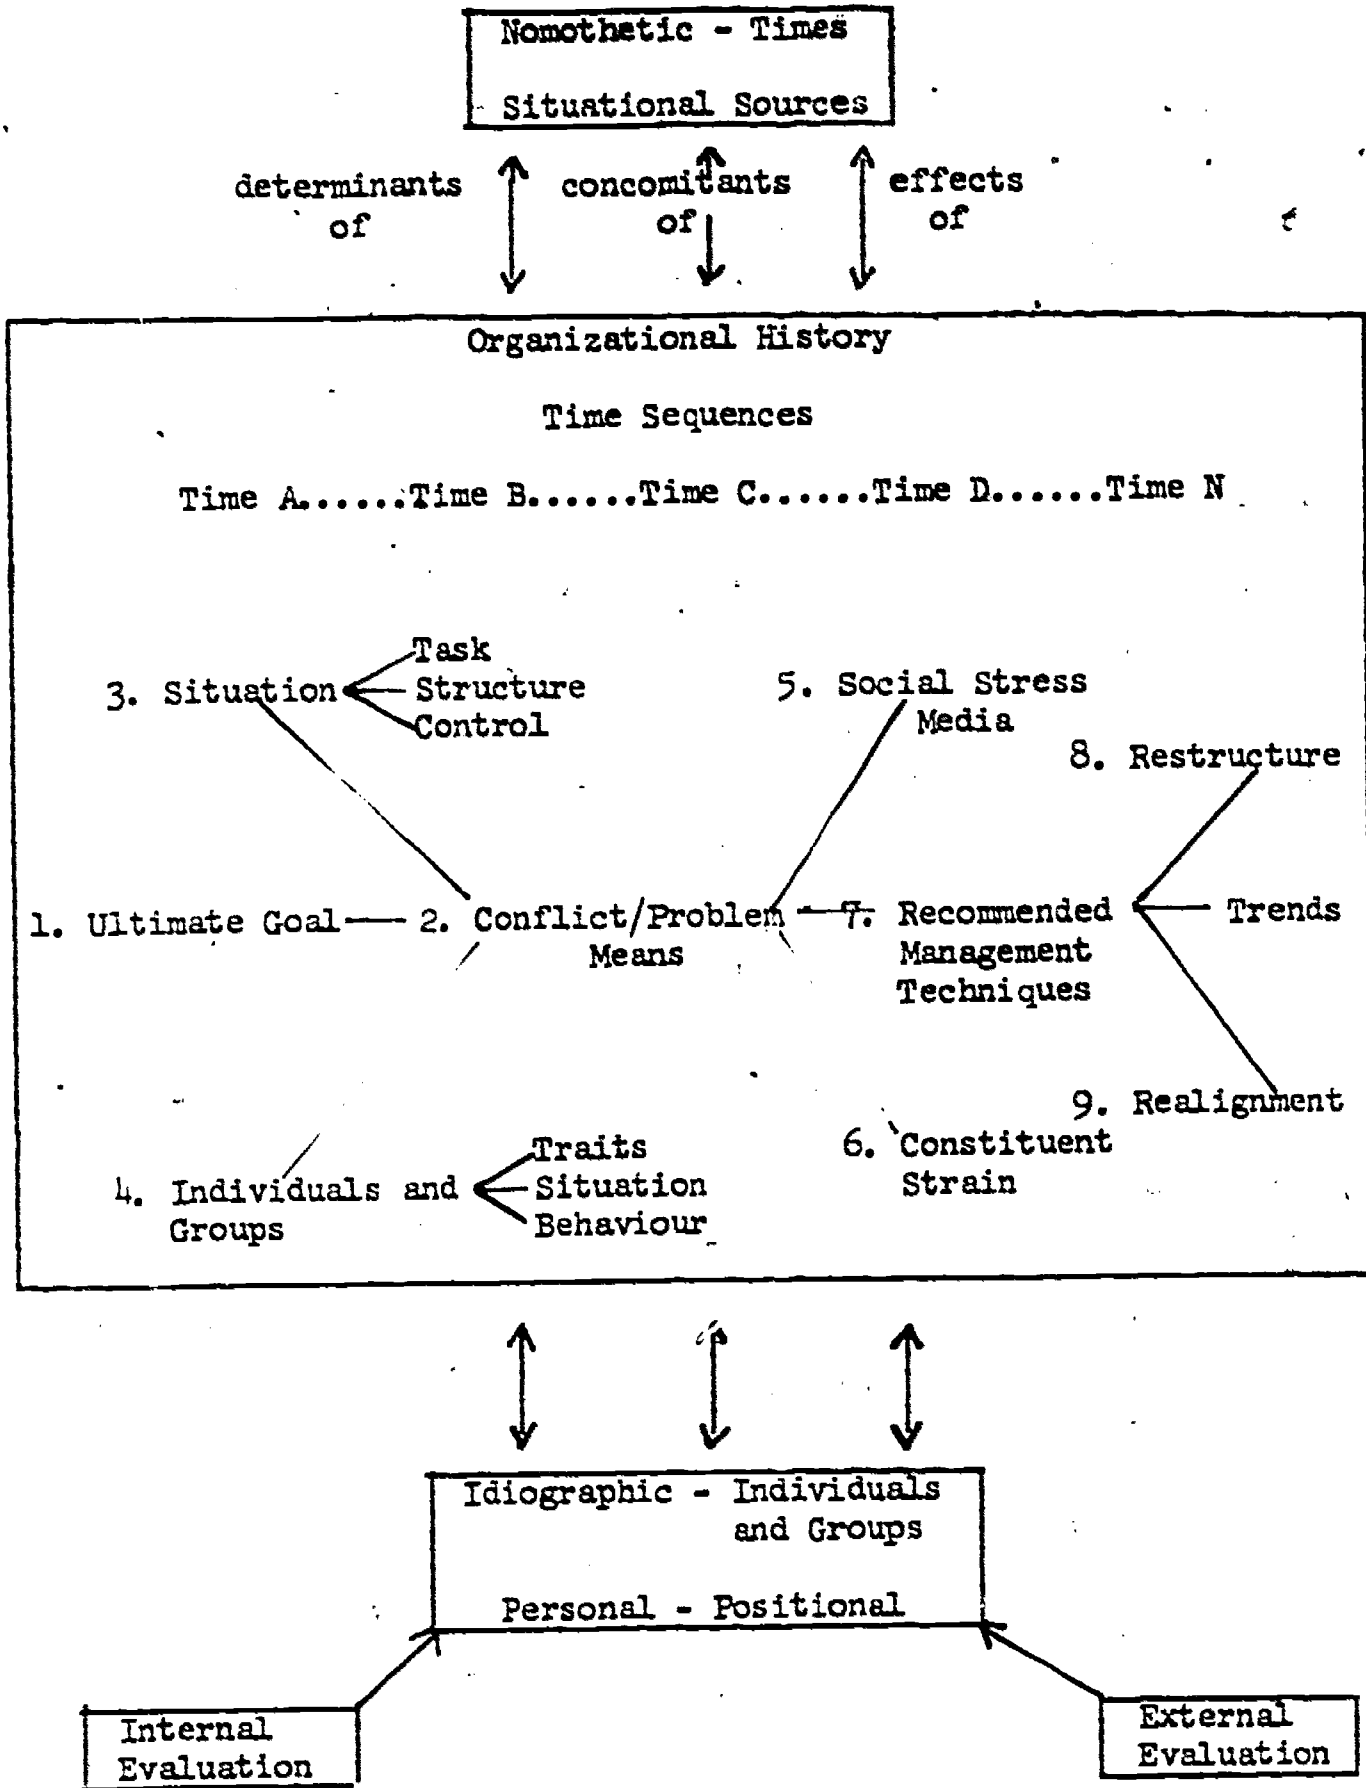 Nomothetic - Times
Situational Sources
determinants of
concomitants of
effects of
Organizational History
Time Sequences
Time A......Time B......Time C......Time D......Time N
3. Situation
Task
Structure
Control
5. Social Stress
Media
8. Restructure
1. Ultimate Goal
2. Conflict/Problem
Means
7. Recommended
Management
Techniques
Trends
9. Realignment
6. Constituent
Strain
4. Individuals and
Groups
Traits
Situation
Behaviour
Idiographic - Individuals
and Groups
Personal - Positional
Internal
Evaluation
External
Evaluation